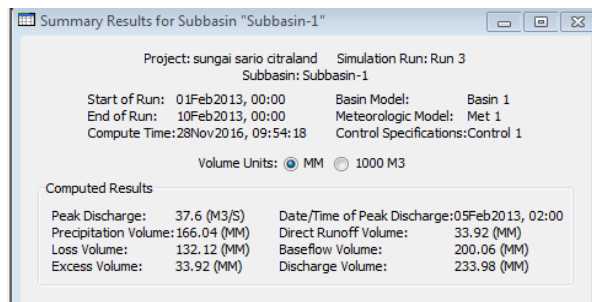 Summary Results for Subbasin "Subbasin-1"
Project: sungai sario citraland Simulation Run: Run 3
Subbasin: Subbasin-1
Start of Run: 01Feb2013, 00:00 Basin Model: Basin 1
End of Run: 10Feb2013, 00:00 Meteorologic Model: Met 1
Compute Time:28Nov2016, 09:54:18 Control Specifications:Control 1
Volume Units: MM 1000 M3
Computed Results
Peak Discharge: 37.6 (M3/S) Date/Time of Peak Discharge:05Feb2013, 02:00
Precipitation Volume:166.04 (MM) Direct Runoff Volume: 33.92 (MM)
Loss Volume: 132.12 (MM) Baseflow Volume: 200.06 (MM)
Excess Volume: 33.92 (MM) Discharge Volume: 233.98 (MM)